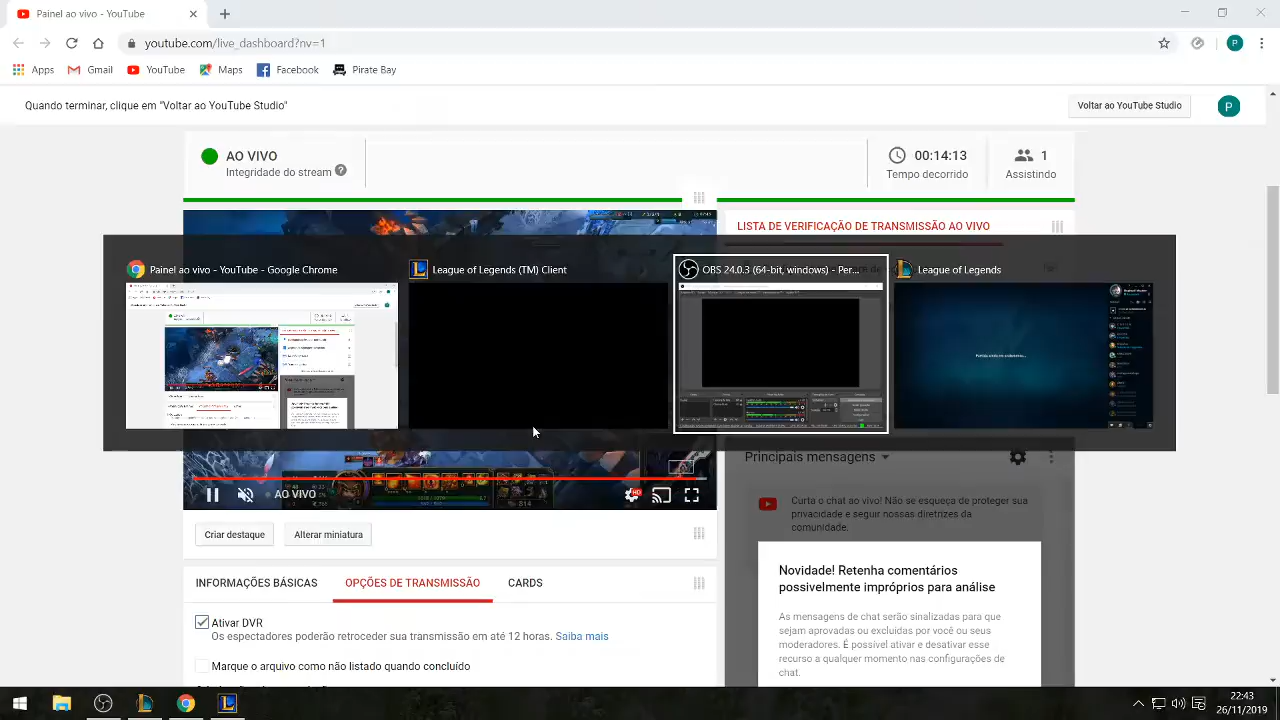 Painel ao vivo - YouTube
youtube.com/live_dashboard?nv=1
P
Apps Gmail YouTube Maps Facebook Pirate Bay
Quando terminar, clique em "Voltar ao YouTube Studio"
Voltar ao YouTube Studio
P
AO VIVO
Integridade do stream ?
00:14:13
Tempo decorrido
1
Assistindo
LISTA DE VERIFICAÇÃO DE TRANSMISSÃO AO VIVO
Painel ao vivo - YouTube - Google Chrome
League of Legends (TM) Client
OBS 24.0.3 (64-bit, windows) - Per...
League of Legends
AO VIVO
HD
Principais mensagens
Curta o chat ao vivo! Não se esqueça de proteger sua
privacidade e seguir nossas diretrizes da
comunidade.
Criar destaque
Alterar miniatura
Novidade! Retenha comentários
possivelmente impróprios para análise
As mensagens de chat serão sinalizadas para que
sejam aprovadas ou excluídas por você ou seus
moderadores. É possível ativar e desativar esse
recurso a qualquer momento nas configurações de
chat.
INFORMAÇÕES BÁSICAS OPÇÕES DE TRANSMISSÃO CARDS
Ativar DVR
Os espectadores poderão retroceder sua transmissão em até 12 horas. Saiba mais
Marque o arquivo como não listado quando concluído
22:43
26/11/2019